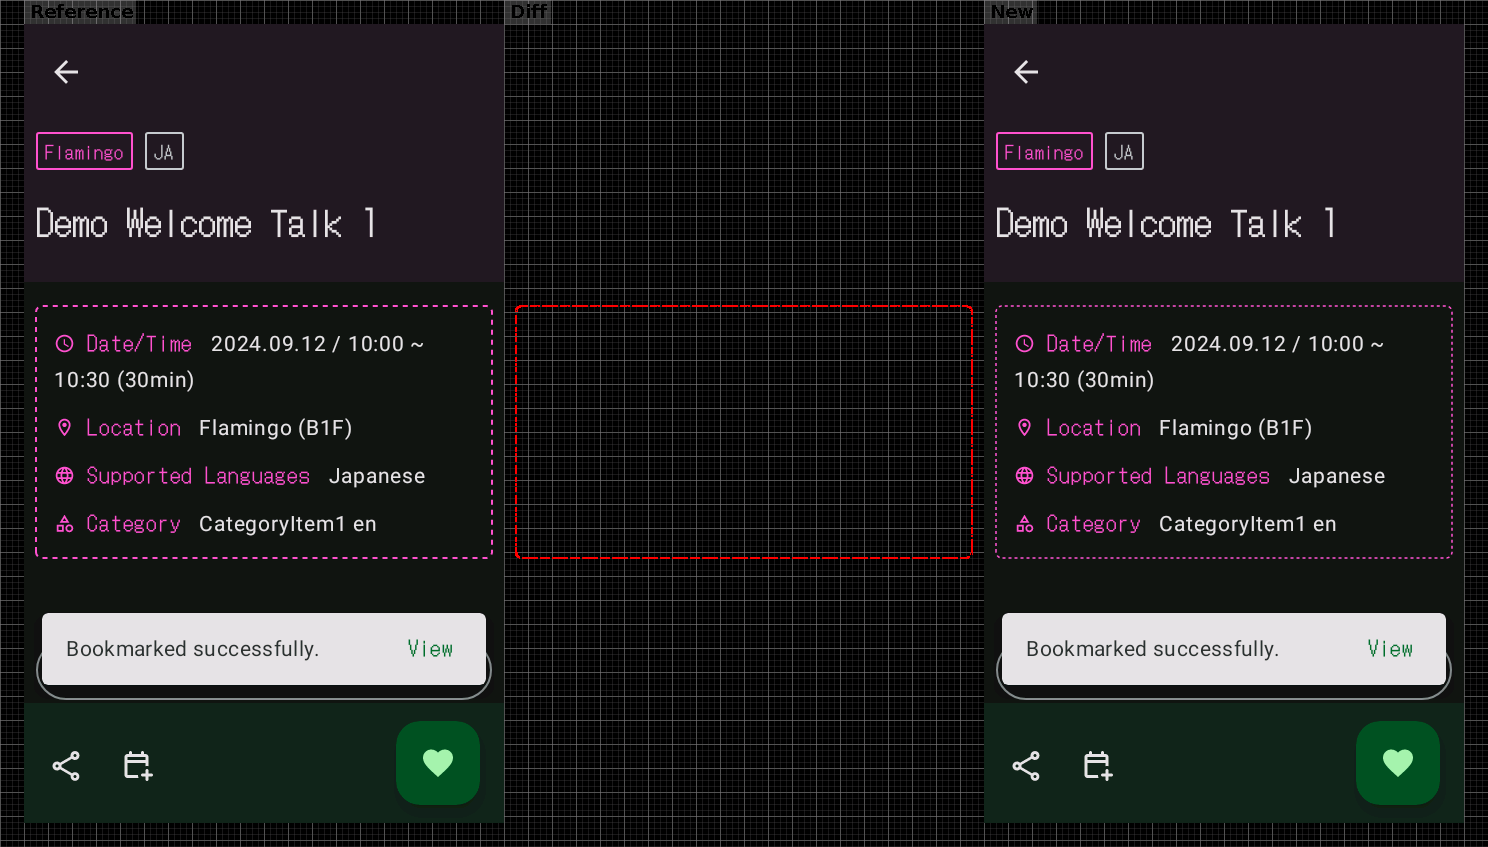 Reference
Diff
New
Flamingo JA
Demo Welcome Talk 1
Date/Time 2024.09.12 / 10:00 ~
10:30 (30min)
Location Flamingo (B1F)
Supported Languages Japanese
Category CategoryItem1 en
Bookmarked successfully. View
Flamingo JA
Demo Welcome Talk 1
Date/Time 2024.09.12 / 10:00 ~
10:30 (30min)
Location Flamingo (B1F)
Supported Languages Japanese
Category CategoryItem1 en
Bookmarked successfully. View